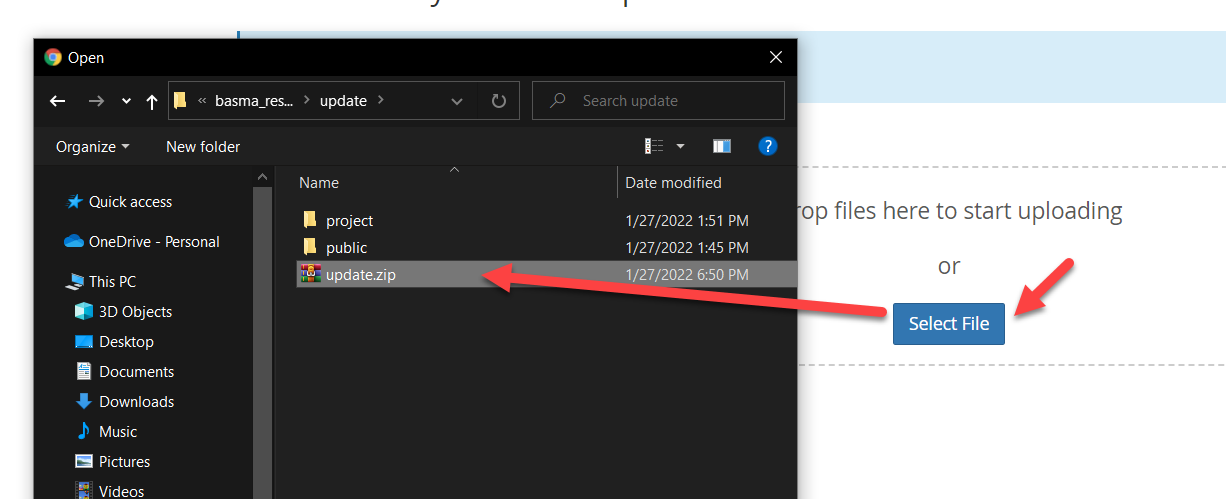 Open
« basma_res... > update >
Search update
Organize
New folder
?
Name
Date modified
Quick access
OneDrive - Personal
This PC
3D Objects
Desktop
Documents
Downloads
Music
Pictures
Videos
project 1/27/2022 1:51 PM
public 1/27/2022 1:45 PM
update.zip 1/27/2022 6:50 PM
rop files here to start uploading
or
Select File